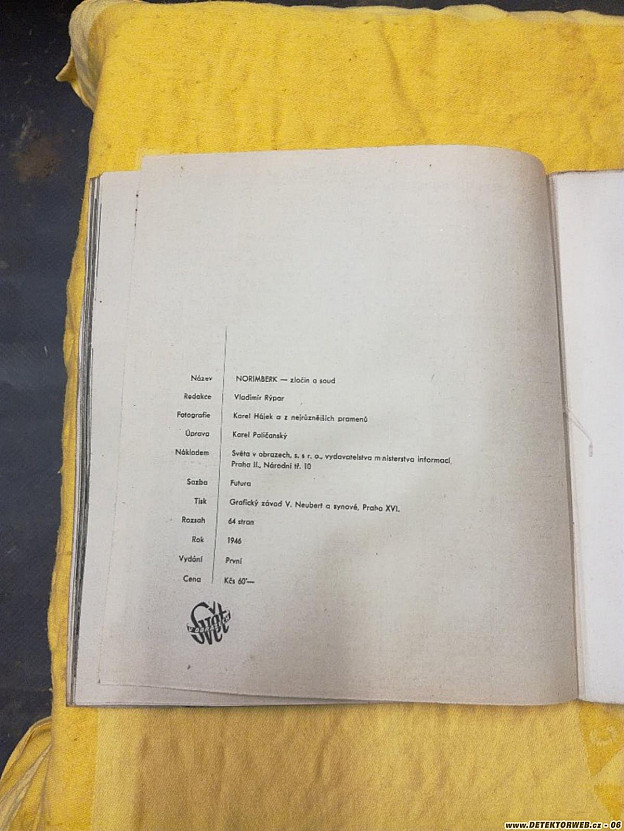 Název NORIMBERK — zločin a soud
Redakce Vladimír Rýpar
Fotografie Karel Hájek a z nejrůznějších pramenů
Úprava Karel Poličanský
Nákladem Světa v obrazech, s. s r. o., vydavatelstva ministerstva informací,
Praha II., Národní tř. 10
Sazba Futura
Tisk Grafický závod V. Neubert a synové, Praha XVI.
Rozsah 64 stran
Rok 1946
Vydání První
Cena Kčs 60'—
Svět
www.DETEKTORWEB.cz - 06